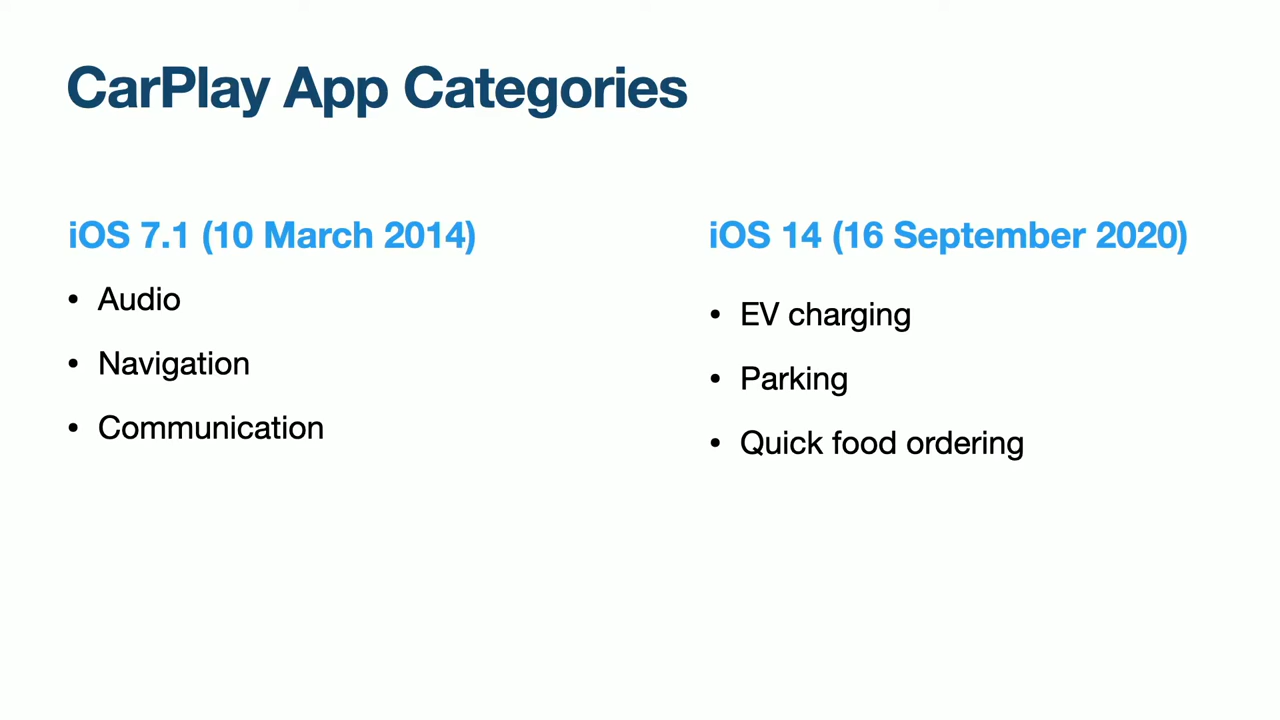 CarPlay App Categories
iOS 7.1 (10 March 2014)
• Audio
• Navigation
• Communication
iOS 14 (16 September 2020)
• EV charging
• Parking
• Quick food ordering